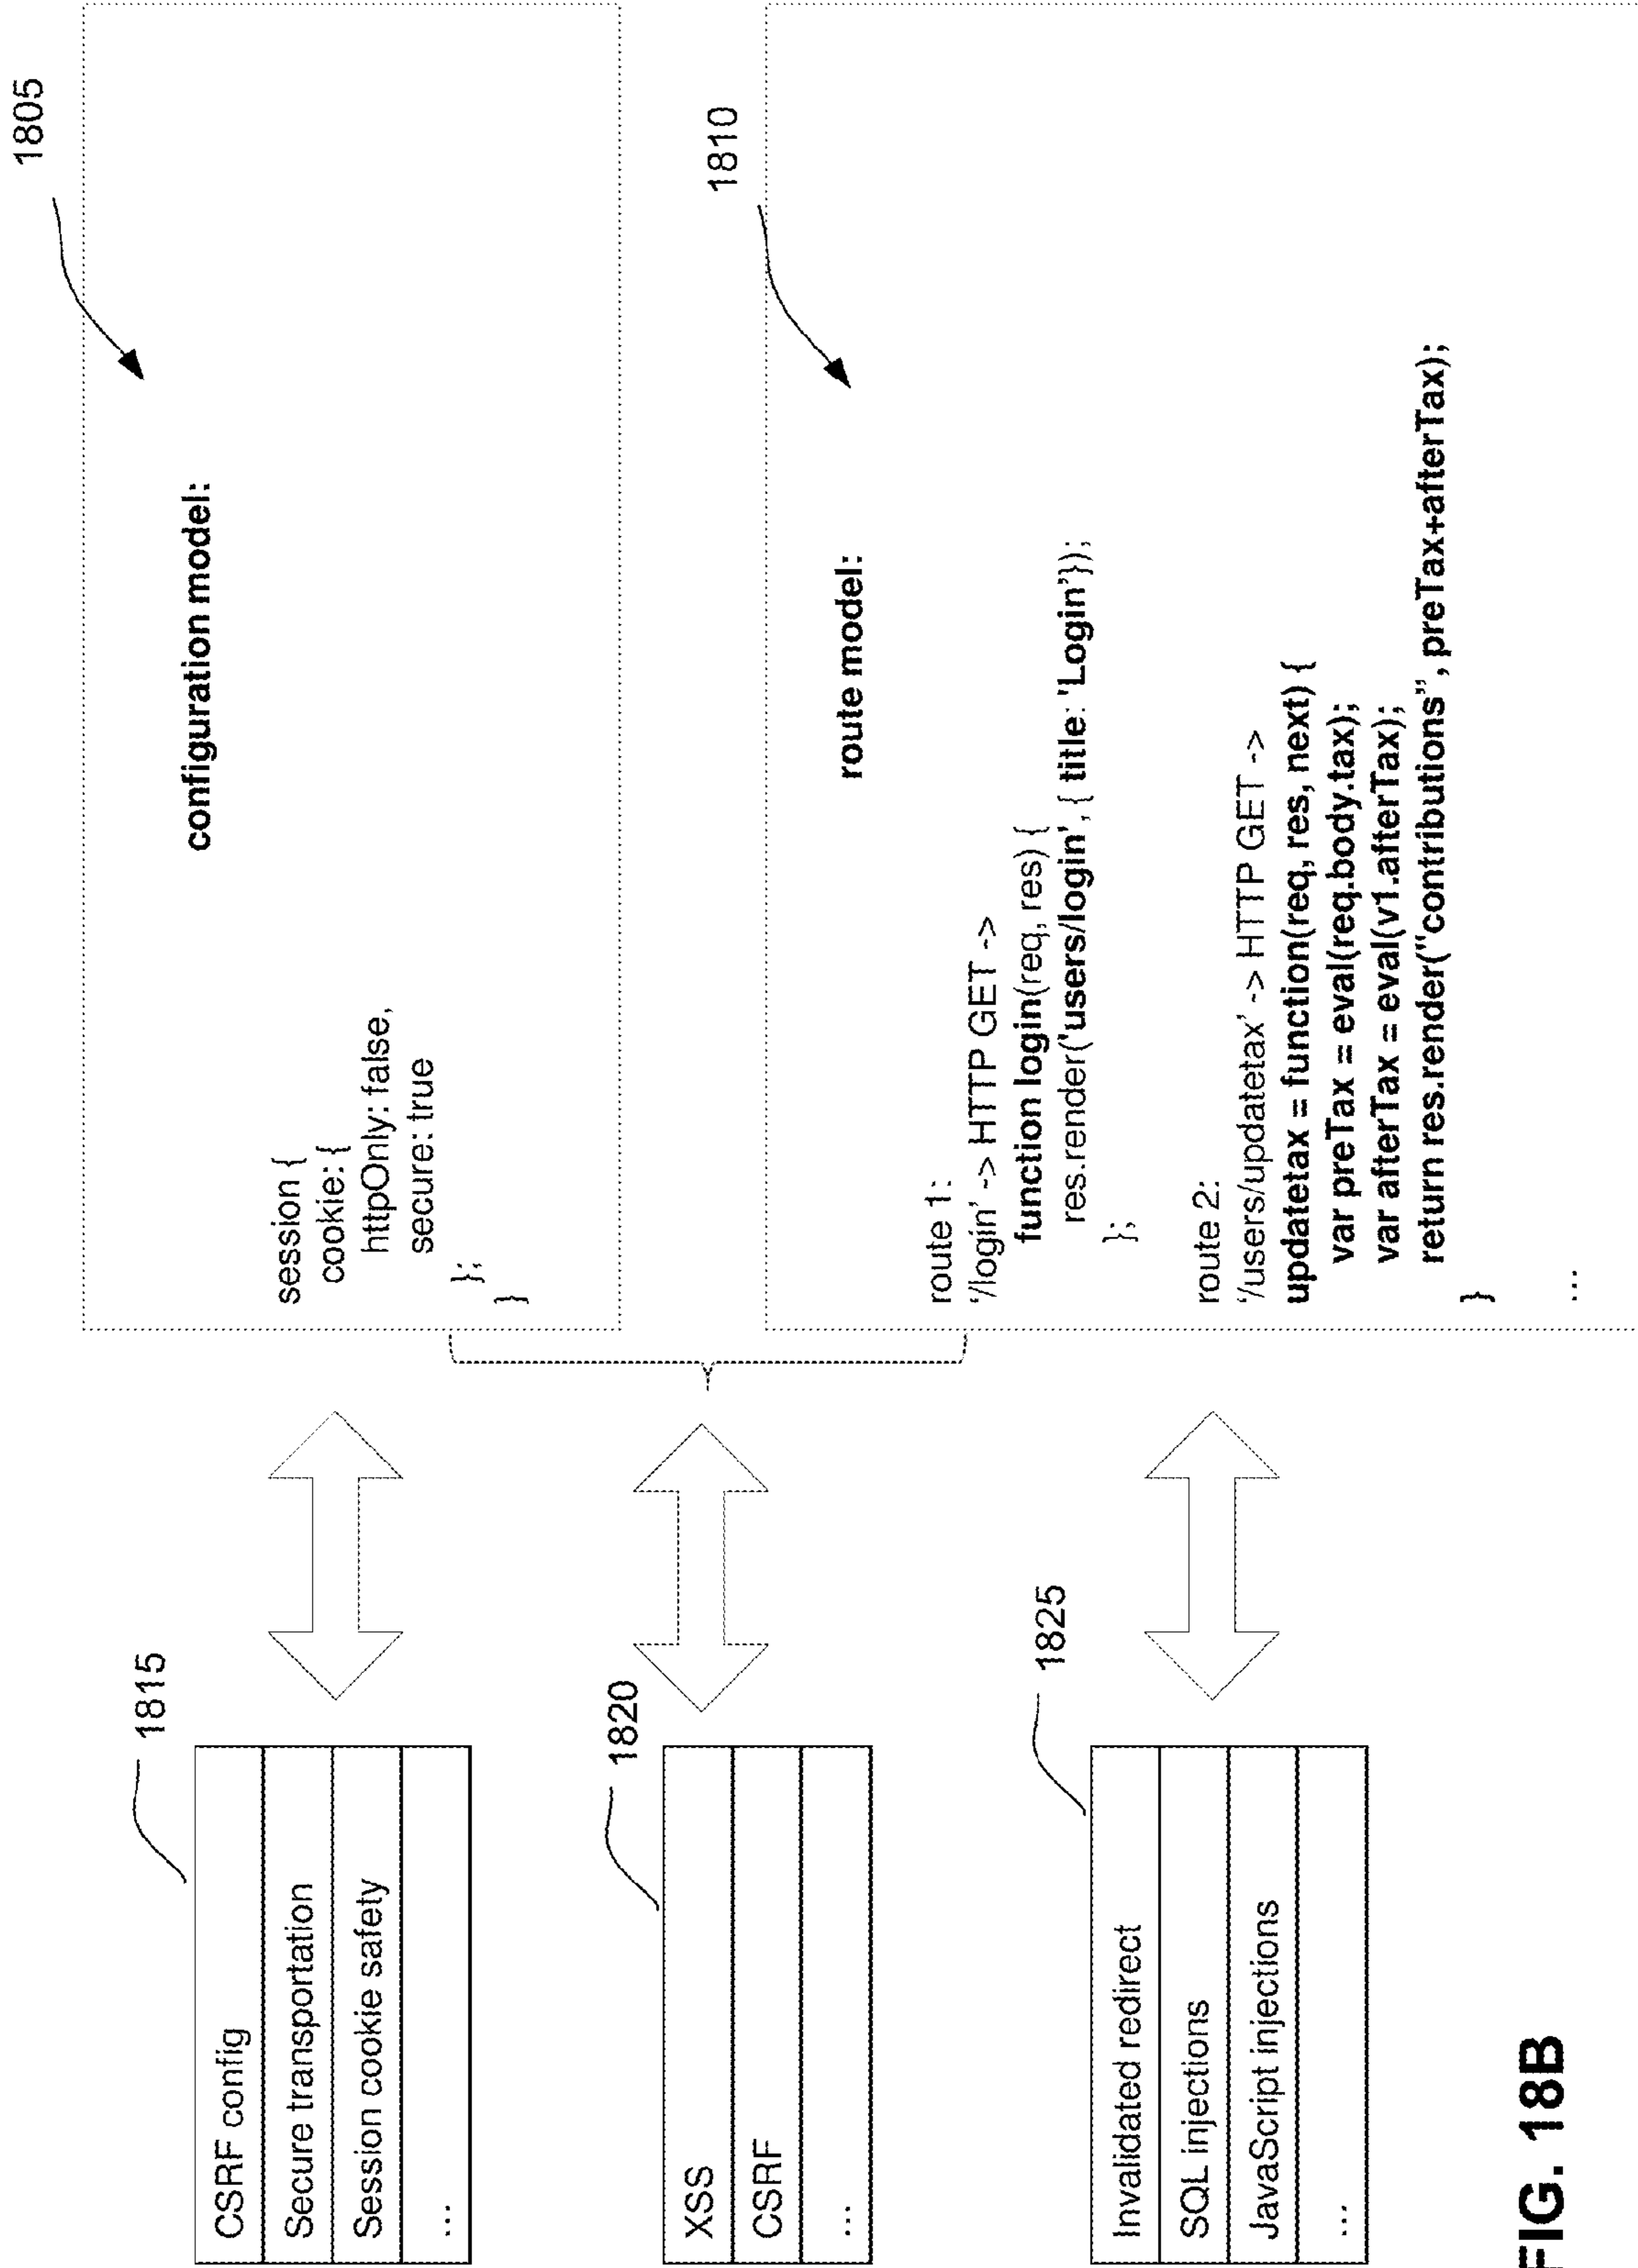 1805
configuration model:
session {
cookie: {
httpOnly: false,
secure: true
};
}
1810
route model:
route 1:
‘/login’ -> HTTP GET ->
function login(req, res) {
res.render('users/login', { title: 'Login'});
};
route 2:
‘/users/updatetax’ -> HTTP GET ->
updatetax = function(req, res, next) {
var preTax = eval(req.body.tax);
var afterTax = eval(v1.afterTax);
return res.render(“contributions”, preTax+afterTax);
}
...
1815
CSRF config
Secure transportation
Session cookie safety
...
1820
XSS
CSRF
...
1825
Invalidated redirect
SQL injections
JavaScript injections
...
FIG. 18B